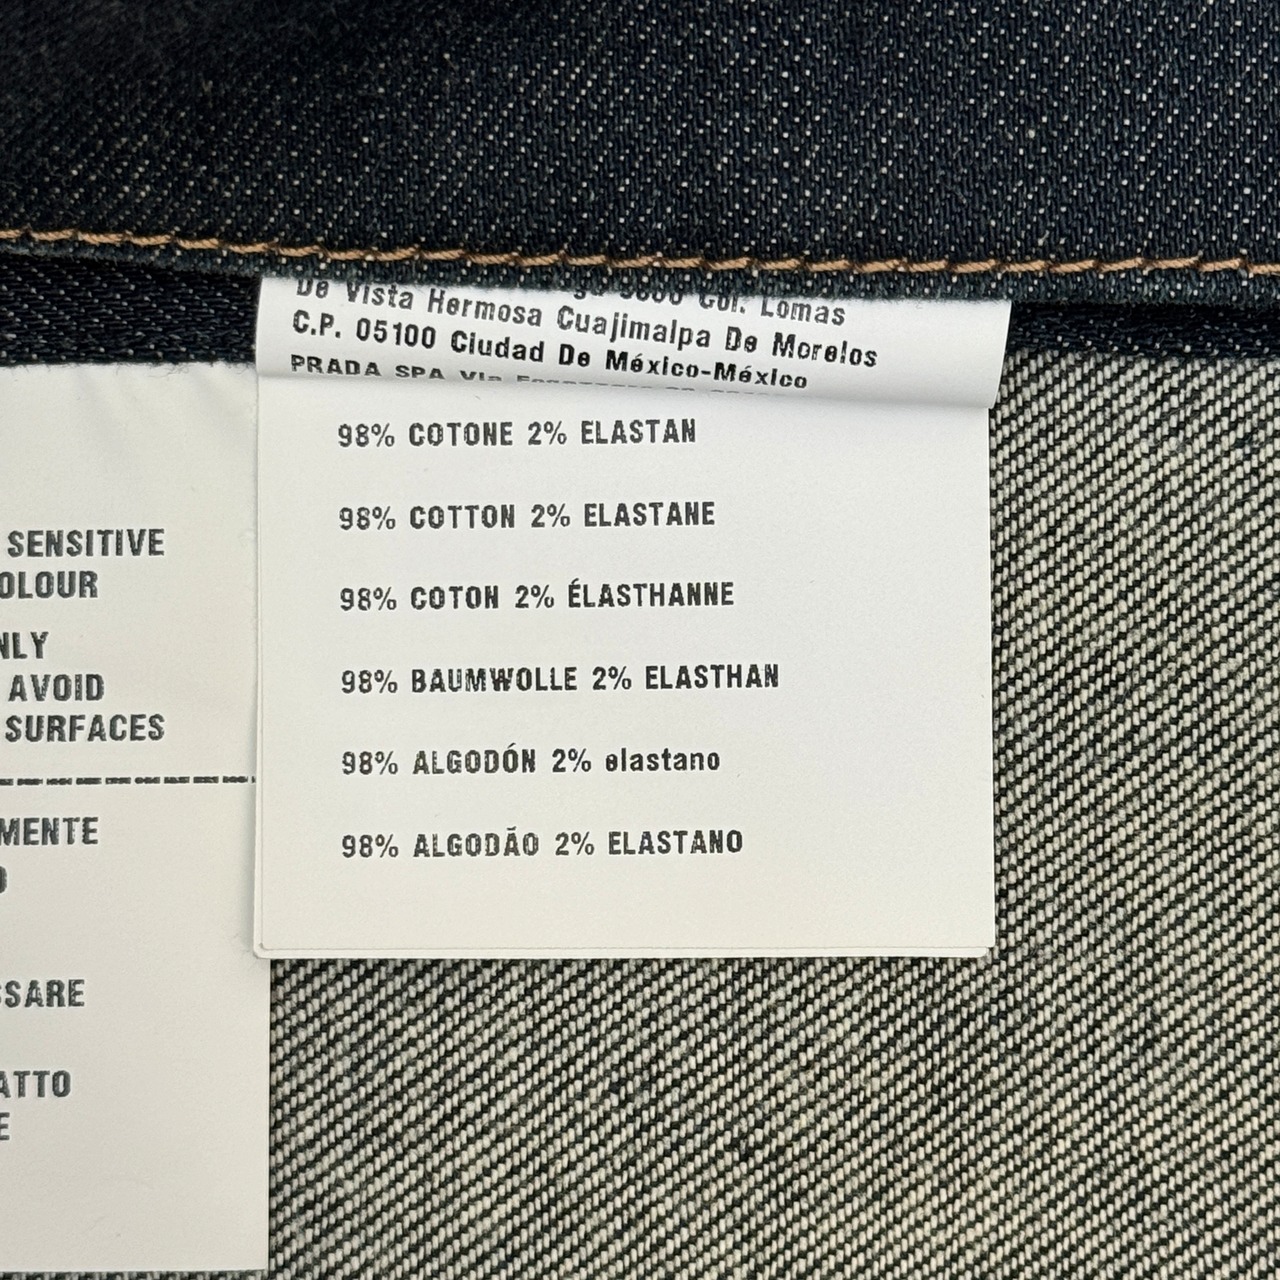 De Vista Hermosa Cuajimalpa De Morelos
C.P. 05100 Ciudad De México-México
PRADA SPA Via
98% COTONE 2% ELASTAN
98% COTTON 2% ELASTANE
98% COTON 2% ÉLASTHANNE
98% BAUMWOLLE 2% ELASTHAN
98% ALGODÓN 2% elastano
98% ALGODÃO 2% ELASTANO
SENSITIVE
OLOUR
NLY
AVOID
SURFACES
MENTE
SSARE
ATTO
E